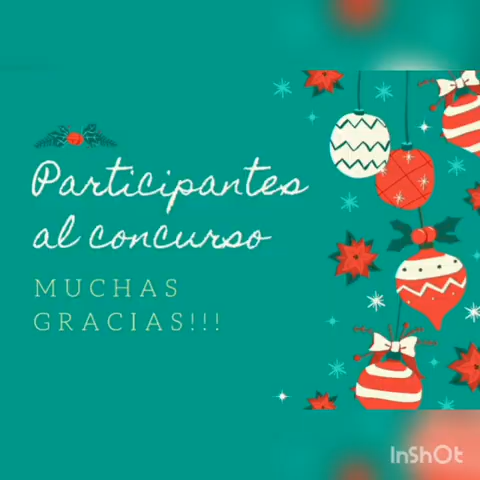 Participantes
al concurso
MUCHAS
GRACIAS!!!
InShOt